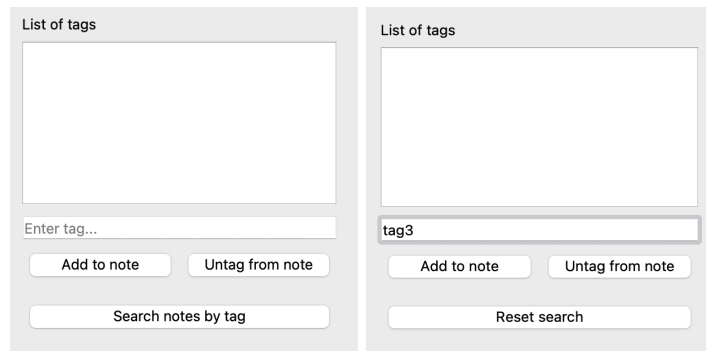 List of tags
Enter tag...
Add to note
Untag from note
Search notes by tag
List of tags
tag3
Add to note
Untag from note
Reset search